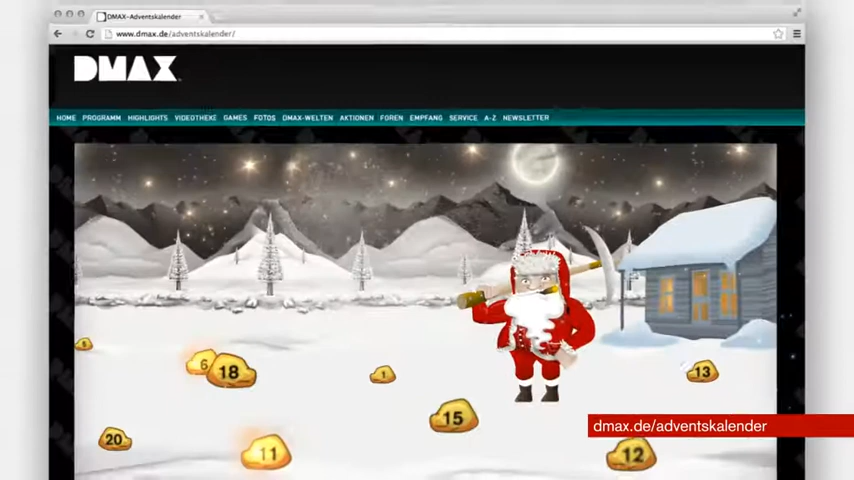 DMAX-Adventskalender
www.dmax.de/adventskalender/
DMAX
HOME PROGRAMM HIGHLIGHTS VIDEOTHEK GAMES FOTOS DMAX-WELTEN AKTIONEN FOREN EMPFANG SERVICE A-Z NEWSLETTER
6
18
1
13
15
20
11
12
dmax.de/adventskalender